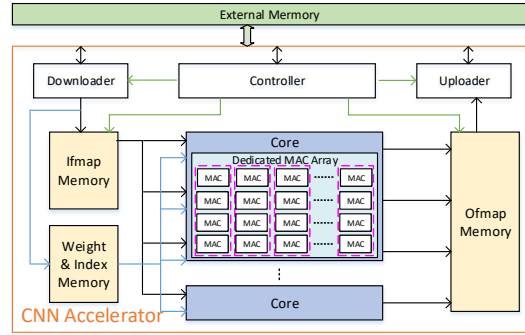 External Mermory
Downloader
Controller
Uploader
Ifmap
Memory
Core
Dedicated MAC Array
MAC MAC MAC ...... MAC
MAC MAC MAC ...... MAC
MAC MAC MAC ...... MAC
MAC MAC MAC ...... MAC
Ofmap
Memory
Weight
& Index
Memory
Core
CNN Accelerator